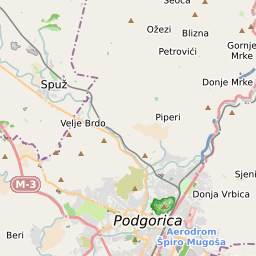 Seoca
Ožezi
Blizna
Petrovići
Gornje
Mrke
Donje Mrke
Spuž
Velje Brdo
Piperi
M-3
Sjeni
Donja Vrbica
Podgorica
Beri
Aerodrom
Špiro Mugoša